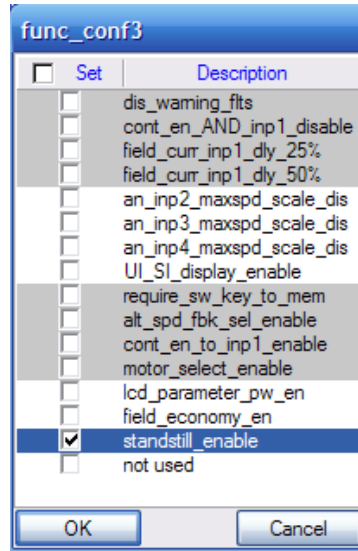 func_conf3
Set Description
dis_warning_flts
cont_en_AND_inp1_disable
field_curr_inp1_dly_25%
field_curr_inp1_dly_50%
an_inp2_maxspd_scale_dis
an_inp3_maxspd_scale_dis
an_inp4_maxspd_scale_dis
UI_SI_display_enable
require_sw_key_to_mem
alt_spd_fbk_sel_enable
cont_en_to_inp1_enable
motor_select_enable
lcd_parameter_pw_en
field_economy_en
standstill_enable
not used
OK Cancel